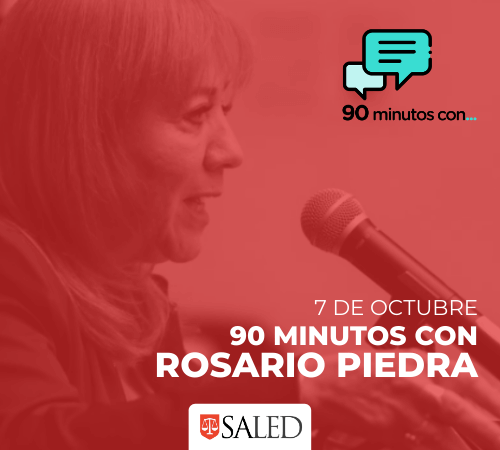 90 minutos con...
7 DE OCTUBRE
90 MINUTOS CON
ROSARIO PIEDRA
SALED